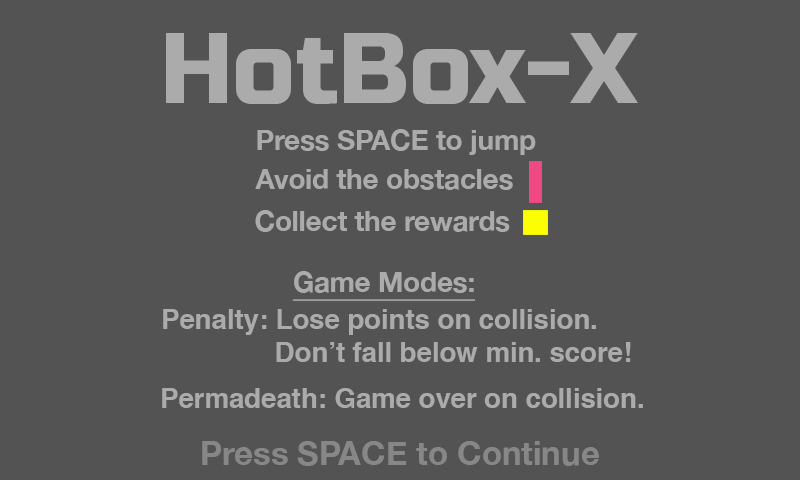 HotBox-X
Press SPACE to jump
Avoid the obstacles
Collect the rewards
Game Modes:
Penalty: Lose points on collision.
Don’t fall below min. score!
Permadeath: Game over on collision.
Press SPACE to Continue